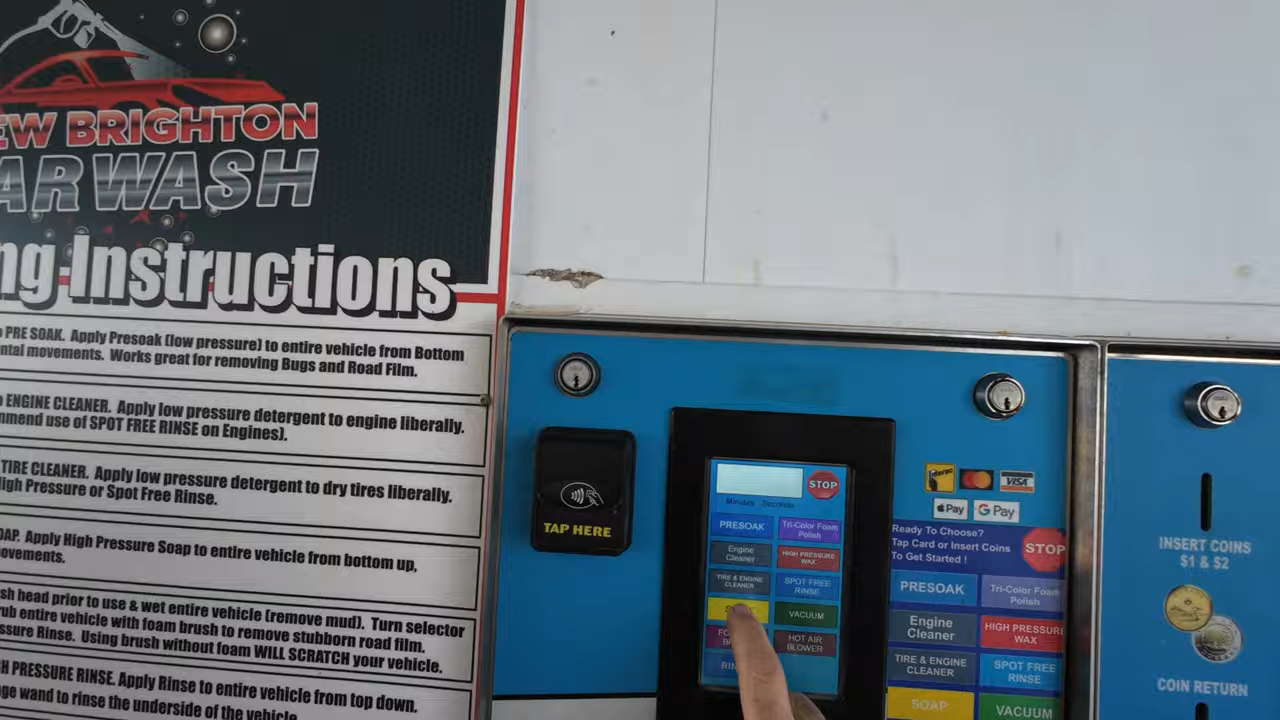 EW BRIGHTON
AR WASH
ng Instructions
PRE SOAK. Apply Presoak (low pressure) to entire vehicle from Bottom
ntal movements. Works great for removing Bugs and Road Film.
ENGINE CLEANER. Apply low pressure detergent to engine liberally.
mmend use of SPOT FREE RINSE on Engines).
TIRE CLEANER. Apply low pressure detergent to dry tires liberally.
igh Pressure or Spot Free Rinse.
OAP. Apply High Pressure Soap to entire vehicle from bottom up,
ovements.
sh head prior to use & wet entire vehicle (remove mud). Turn selector
rub entire vehicle with foam brush to remove stubborn road film.
ssure Rinse. Using brush without foam WILL SCRATCH your vehicle.
H PRESSURE RINSE. Apply Rinse to entire vehicle from top down.
ge wand to rinse the underside of the vehicle.
TAP HERE
STOP
Minutes Seconds
PRESOAK
Tri-Color Foam
Polish
Engine
Cleaner
HIGH PRESSURE
WAX
TIRE & ENGINE
CLEANER
SPOT FREE
RINSE
S
VACUUM
FO
B
HOT AIR
BLOWER
RIN
Interac
VISA
Pay
G Pay
Ready To Choose?
Tap Card or Insert Coins
To Get Started !
STOP
PRESOAK
Tri-Color Foam
Polish
Engine
Cleaner
HIGH PRESSURE
WAX
TIRE & ENGINE
CLEANER
SPOT FREE
RINSE
SOAP
VACUUM
INSERT COINS
$1 & $2
COIN RETURN